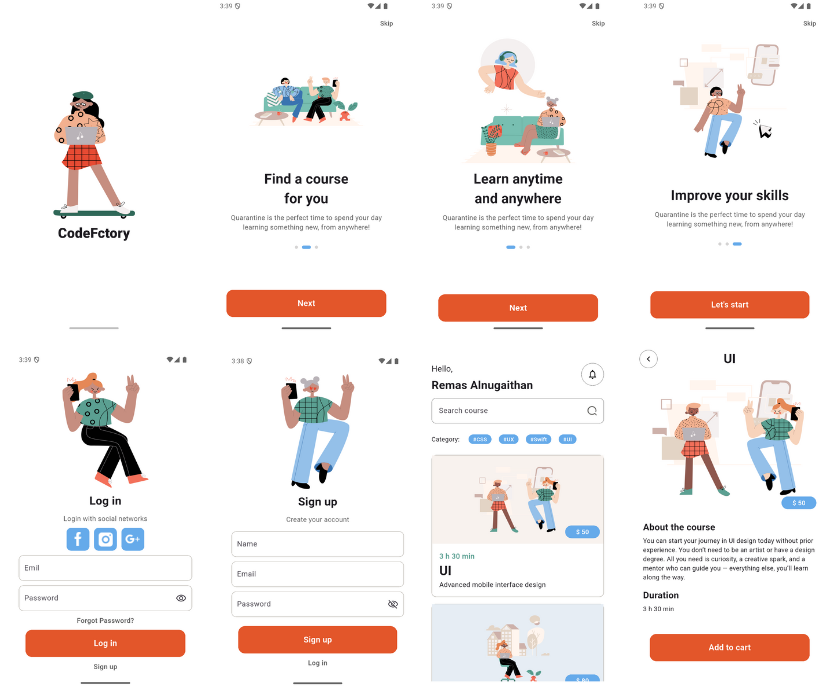 CodeFctory
3:39
Skip
Find a course
for you
Quarantine is the perfect time to spend your day
learning something new, from anywhere!
Next
3:39
Skip
Learn anytime
and anywhere
Quarantine is the perfect time to spend your day
learning something new, from anywhere!
Next
3:39
Skip
Improve your skills
Quarantine is the perfect time to spend your day
learning something new, from anywhere!
Let's start
3:39
Log in
Login with social networks
f
G+
Emil
Password
Forgot Password?
Log In
Sign up
3:38
Sign up
Create your account
Name
Email
Password
Sign up
Log in
Hello,
Remas Alnugaithan
Search course
Category: #CSS #UX #Swift #UI
$ 50
3 h 30 min
UI
Advanced mobile interface design
UI
$ 50
About the course
You can start your journey in UI design today without prior
experience. You don't need to be an artist or have a design
degree. All you need is curiosity, a creative spark, and a
mentor who can guide you — everything else, you'll learn
along the way.
Duration
3 h 30 min
Add to cart